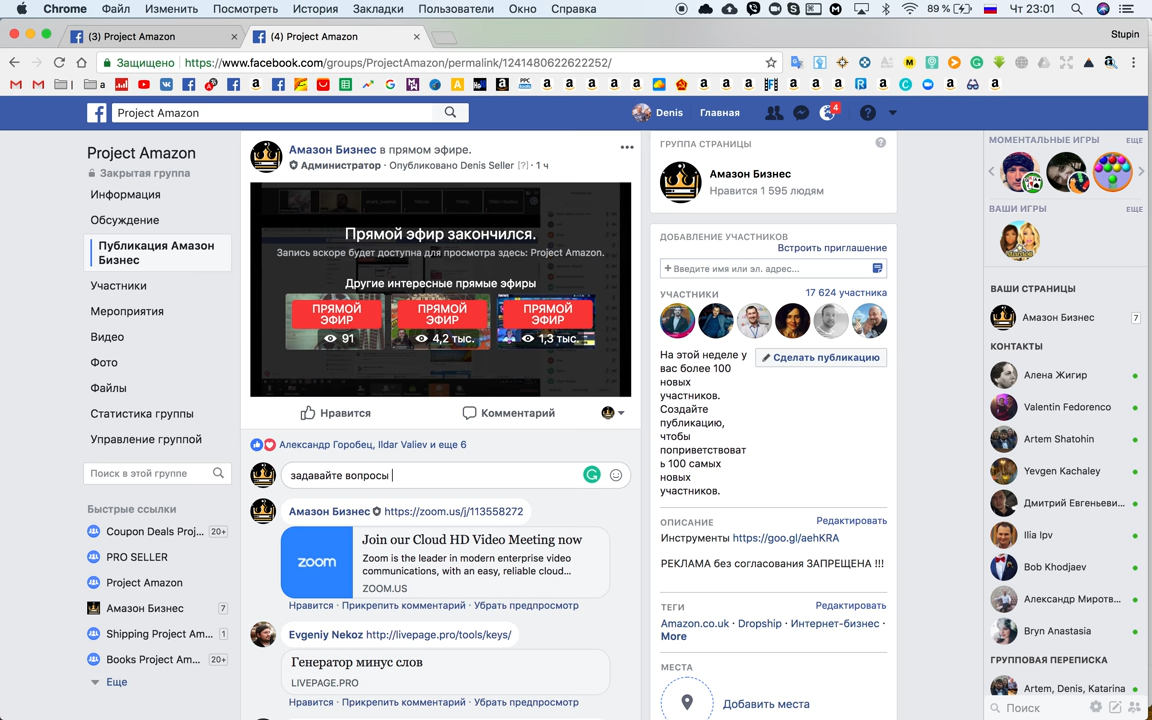 Chrome Файл Изменить Посмотреть История Закладки Пользователи Окно Справка 89 % Чт 23:01
(3) Project Amazon
(4) Project Amazon
Stupin
Защищено https://www.facebook.com/groups/ProjectAmazon/permalink/1241480622622252/
Project Amazon
Denis Главная 4
Project Amazon
Закрытая группа
Информация
Обсуждение
Публикация Амазон
Бизнес
Участники
Мероприятия
Видео
Фото
Файлы
Статистика группы
Управление группой
Поиск в этой группе
Быстрые ссылки
Coupon Deals Proj... 20+
PRO SELLER
Project Amazon
Амазон Бизнес 7
Shipping Project Am... 1
Books Project Am... 20+
Еще
Амазон Бизнес в прямом эфире.
Администратор · Опубликовано Denis Seller [?] · 1 ч
Прямой эфир закончился.
Запись вскоре будет доступна для просмотра здесь: Project Amazon.
Другие интересные прямые эфиры
ПРЯМОЙ ЭФИР 91
ПРЯМОЙ ЭФИР 4,2 тыс.
ПРЯМОЙ ЭФИР 1,3 тыс.
Нравится Комментарий
Александр Горобец, Ildar Valiev и еще 6
задавайте вопросы
Амазон Бизнес https://zoom.us/j/113558272
zoom
Join our Cloud HD Video Meeting now
Zoom is the leader in modern enterprise video
communications, with an easy, reliable cloud...
ZOOM.US
Нравится · Прикрепить комментарий · Убрать предпросмотр
Evgeniy Nekoz http://livepage.pro/tools/keys/
Генератор минус слов
LIVEPAGE.PRO
Нравится · Прикрепить комментарий · Убрать предпросмотр
ГРУППА СТРАНИЦЫ
Амазон Бизнес
Нравится 1 595 людям
ДОБАВЛЕНИЕ УЧАСТНИКОВ
Встроить приглашение
+ Введите имя или эл. адрес...
УЧАСТНИКИ 17 624 участника
На этой неделе у
вас более 100
новых
участников.
Создайте
публикацию,
чтобы
поприветствоват
ь 100 самых
новых
участников.
Сделать публикацию
ОПИСАНИЕ Редактировать
Инструменты https://goo.gl/aehKRA
РЕКЛАМА без согласования ЗАПРЕЩЕНА !!!
ТЕГИ Редактировать
Amazon.co.uk · Dropship · Интернет-бизнес ·
More
МЕСТА
Добавить места
МОМЕНТАЛЬНЫЕ ИГРЫ ЕЩЕ
ВАШИ ИГРЫ ЕЩЕ
ВАШИ СТРАНИЦЫ
Амазон Бизнес 7
КОНТАКТЫ
Алена Жигир
Valentin Fedorenco
Artem Shatohin
Yevgen Kachaley
Дмитрий Евгеньеви...
Ilia Ipv
Bob Khodjaev
Александр Миротв...
Bryn Anastasia
ГРУППОВАЯ ПЕРЕПИСКА
Artem, Denis, Katarina
Поиск